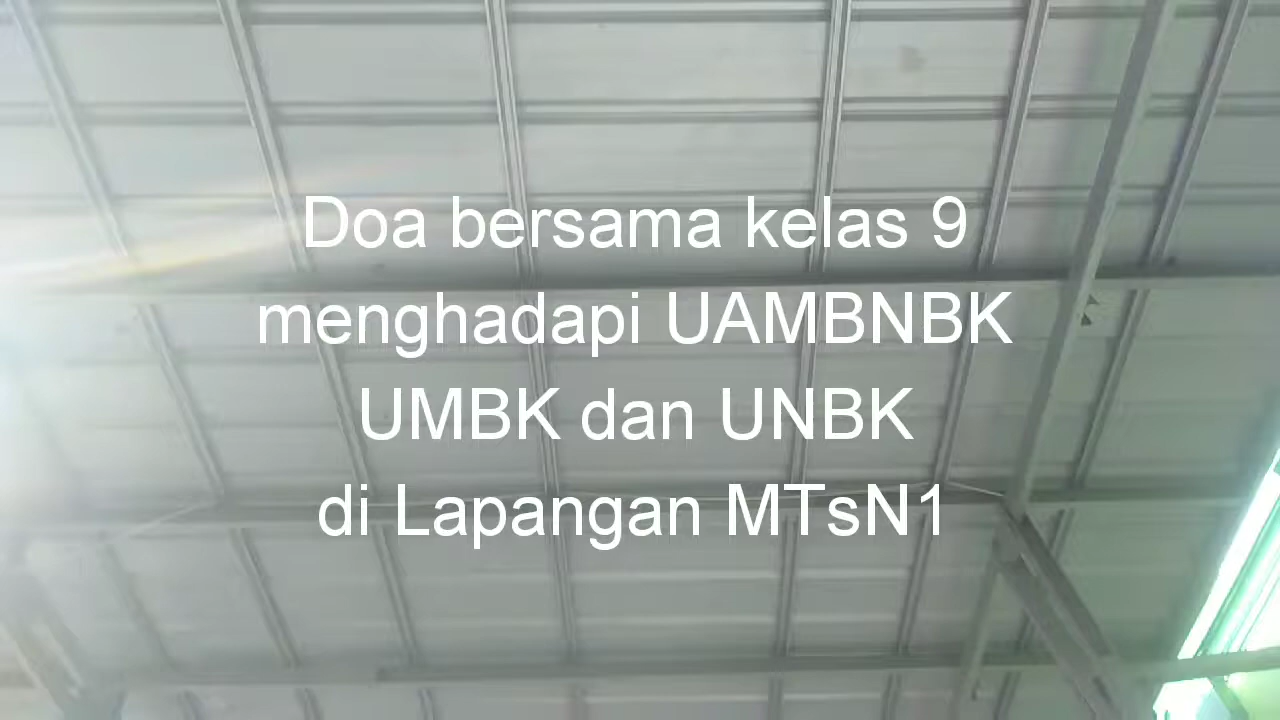 Doa bersama kelas 9
menghadapi UAMBNBK
UMBK dan UNBK
di Lapangan MTsN1